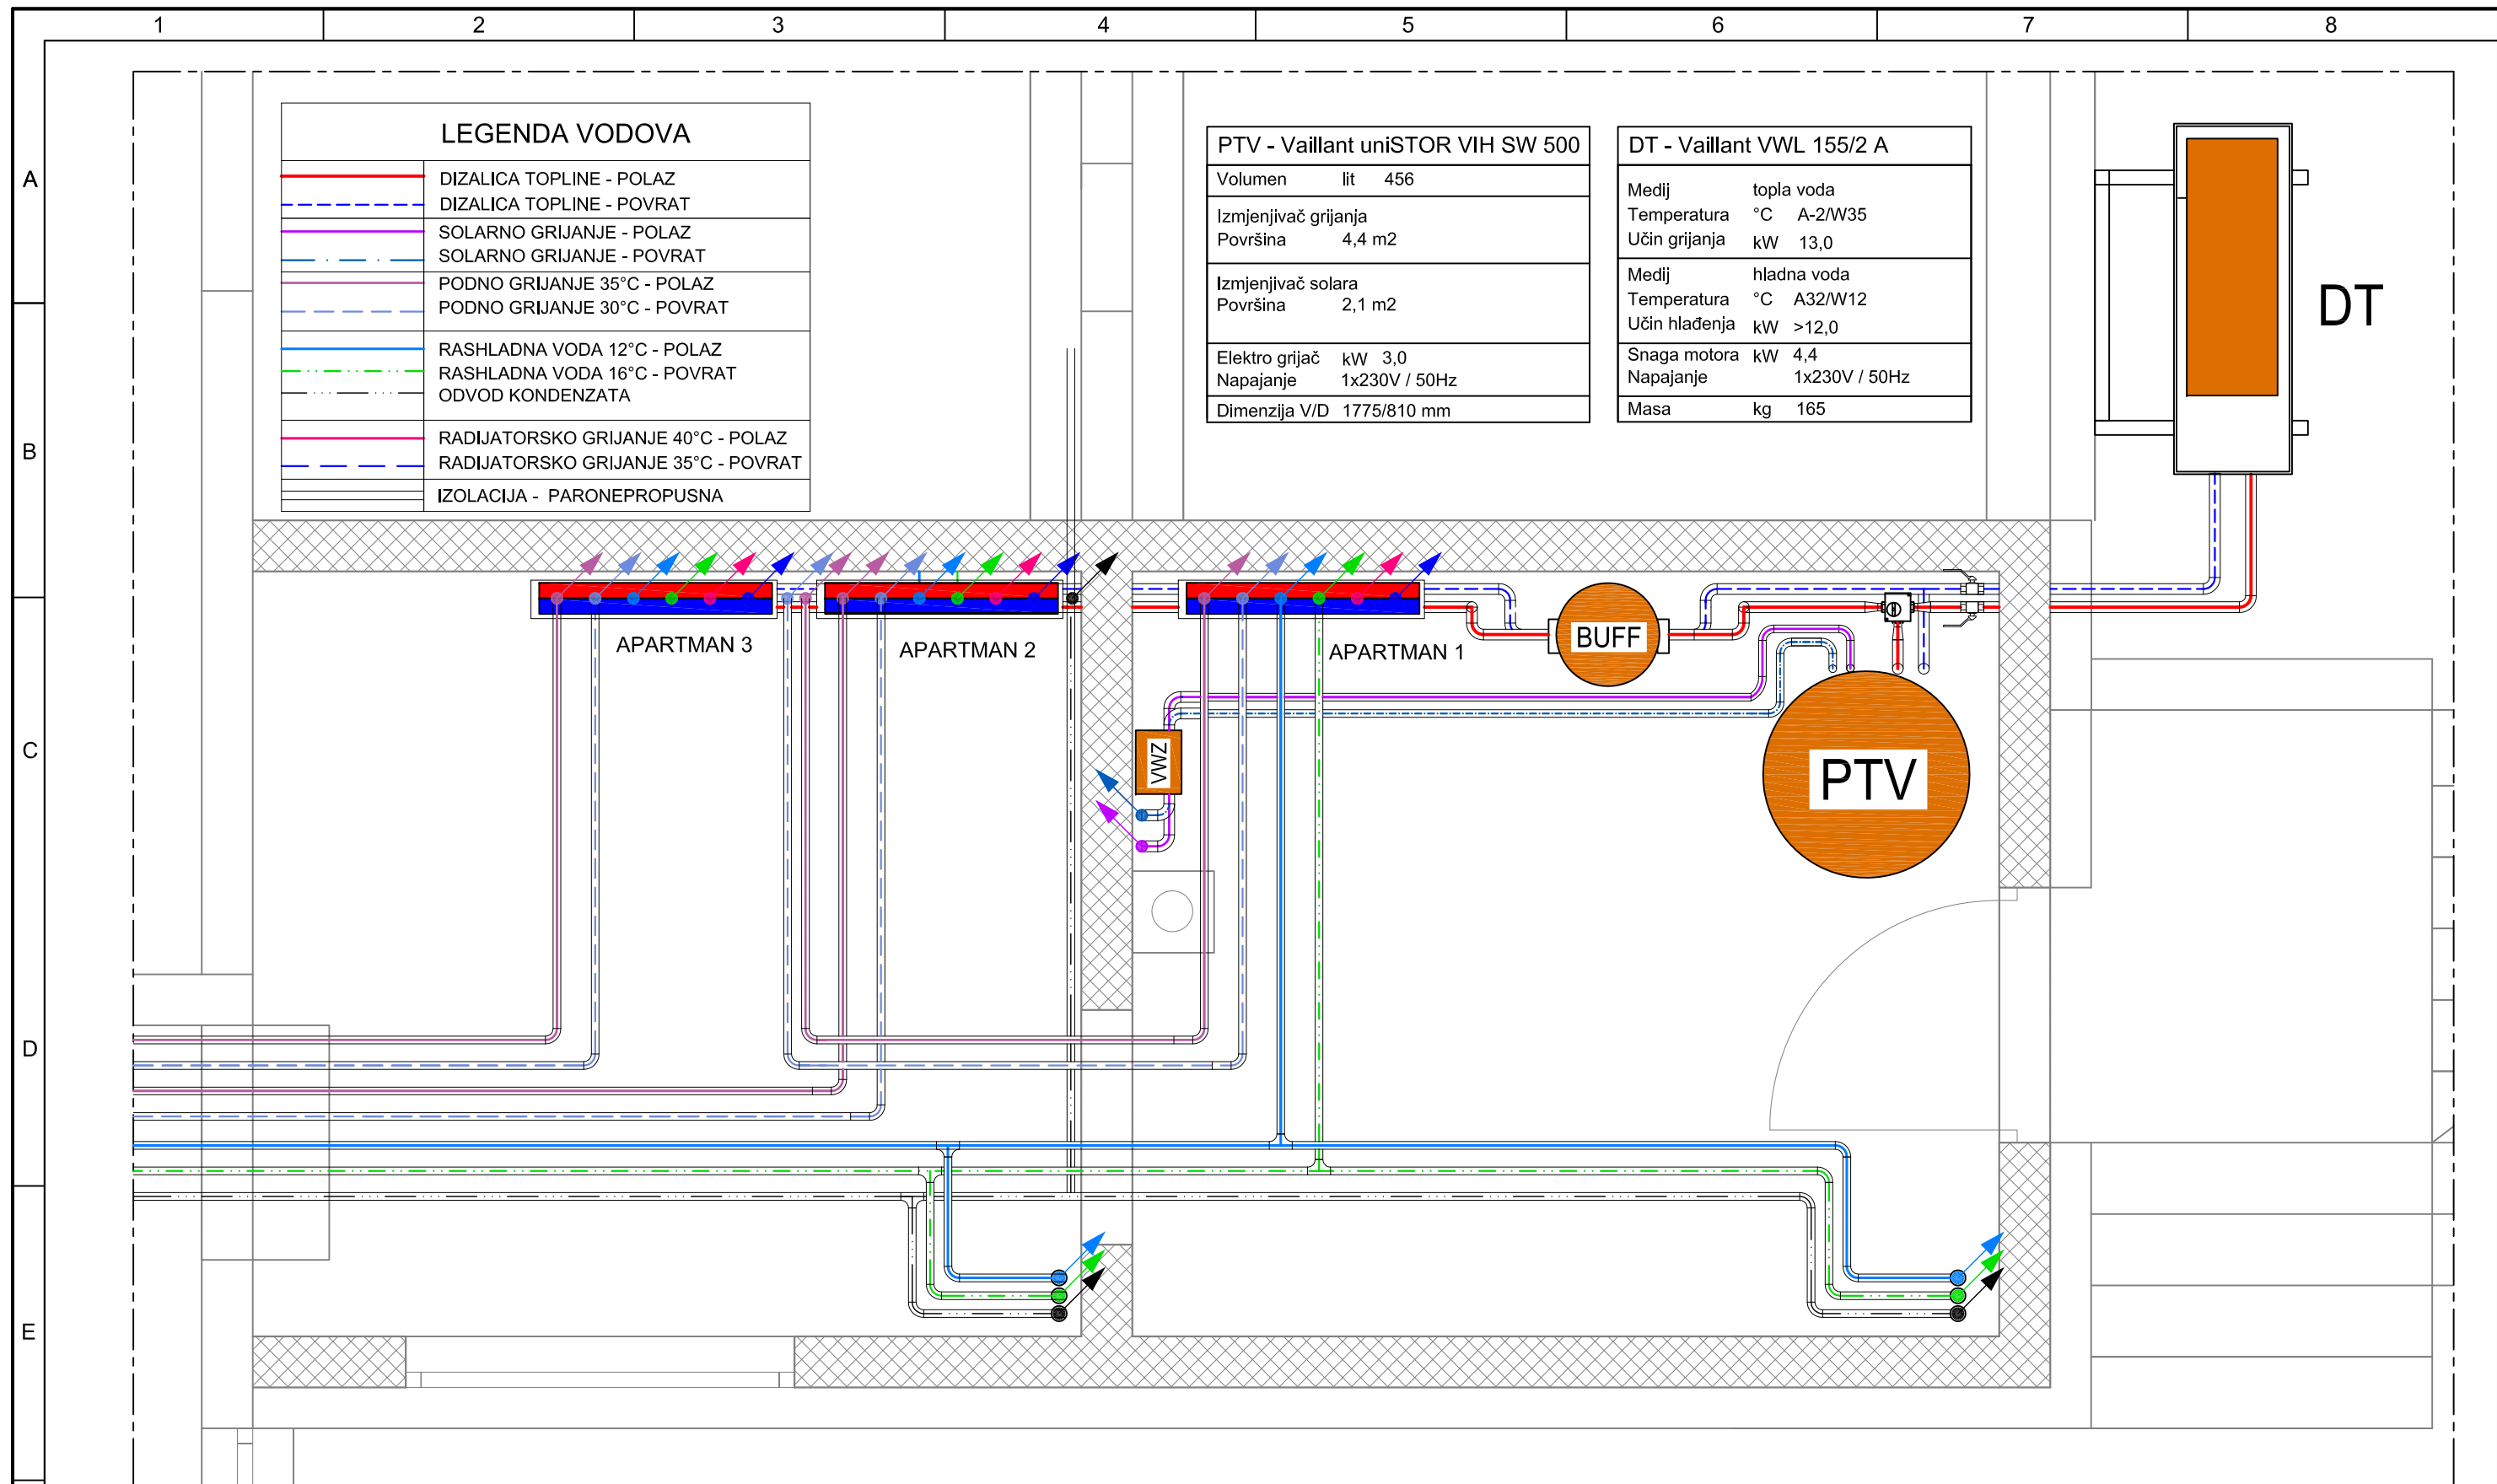 1 2 3 4 5 6 7 8
A
B
C
D
E
LEGENDA VODOVA
DIZALICA TOPLINE - POLAZ
DIZALICA TOPLINE - POVRAT
SOLARNO GRIJANJE - POLAZ
SOLARNO GRIJANJE - POVRAT
PODNO GRIJANJE 35°C - POLAZ
PODNO GRIJANJE 30°C - POVRAT
RASHLADNA VODA 12°C - POLAZ
RASHLADNA VODA 16°C - POVRAT
ODVOD KONDENZATA
RADIJATORSKO GRIJANJE 40°C - POLAZ
RADIJATORSKO GRIJANJE 35°C - POVRAT
IZOLACIJA - PARONEPROPUSNA
PTV - Vaillant uniSTOR VIH SW 500
Volumen lit 456
Izmjenjivač grijanja
Površina 4,4 m2
Izmjenjivač solara
Površina 2,1 m2
Elektro grijač kW 3,0
Napajanje 1x230V / 50Hz
Dimenzija V/D 1775/810 mm
DT - Vaillant VWL 155/2 A
Medij topla voda
Temperatura °C A-2/W35
Učin grijanja kW 13,0
Medij hladna voda
Temperatura °C A32/W12
Učin hlađenja kW >12,0
Snaga motora kW 4,4
Napajanje 1x230V / 50Hz
Masa kg 165
DT
APARTMAN 3
APARTMAN 2
APARTMAN 1
BUFF
VWZ
PTV